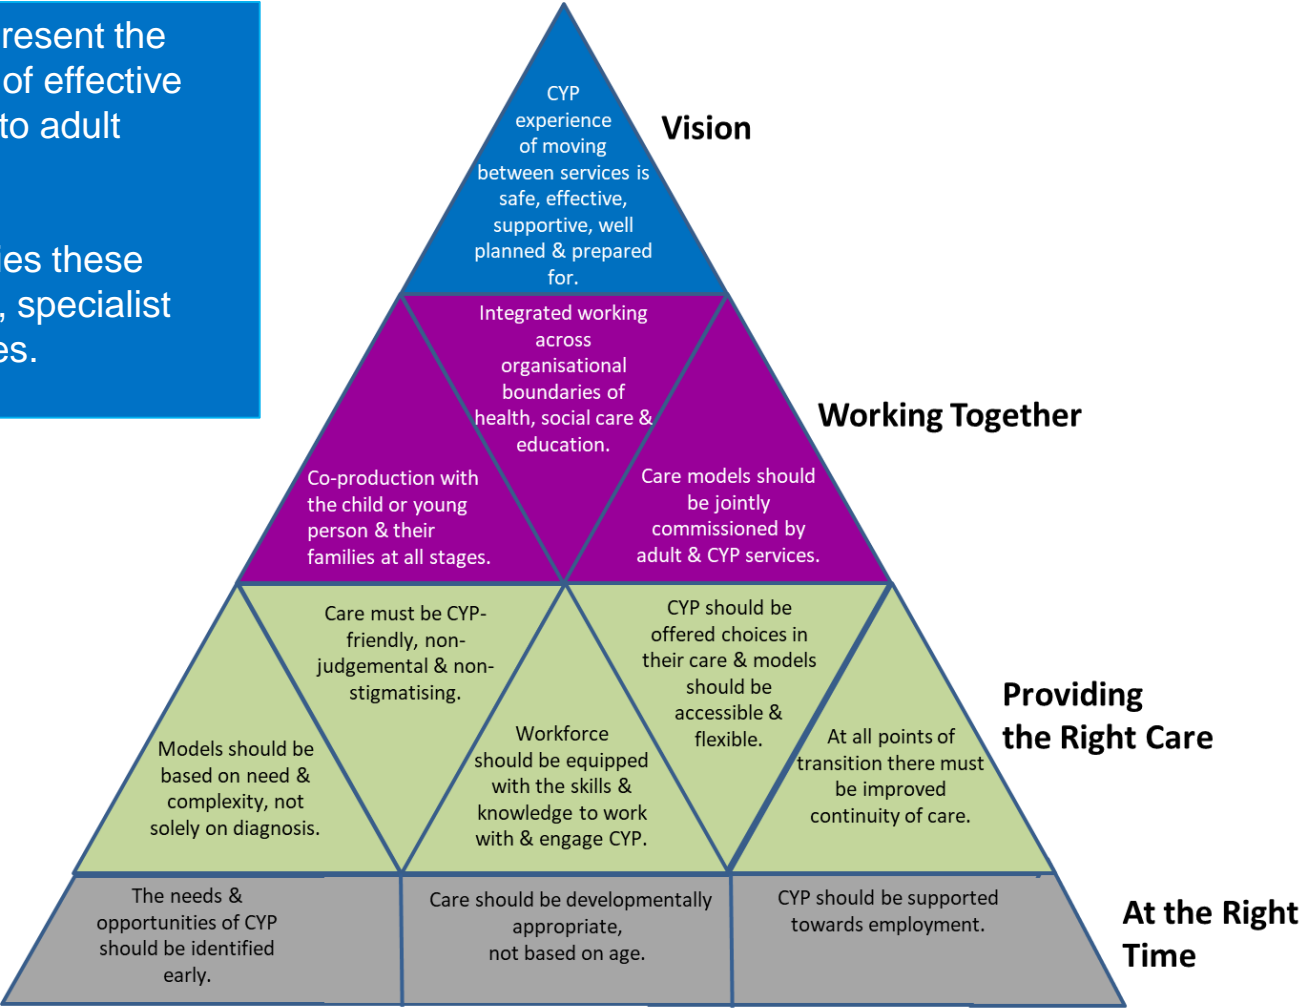 resent the
of effective
to adult
ies these
, specialist
es.
CYP
experience
of moving
between services is
safe, effective,
supportive, well
planned & prepared
for.
Vision
Integrated working
across
organisational
boundaries of
health, social care &
education.
Co-production with
the child or young
person & their
families at all stages.
Care models should
be jointly
commissioned by
adult & CYP services.
Working Together
Models should be
based on need &
complexity, not
solely on diagnosis.
Care must be CYP-
friendly, non-
judgemental & non-
stigmatising.
Workforce
should be equipped
with the skills &
knowledge to work
with & engage CYP.
CYP should be
offered choices in
their care & models
should be
accessible &
flexible.
At all points of
transition there must
be improved
continuity of care.
Providing
the Right Care
The needs &
opportunities of CYP
should be identified
early.
Care should be developmentally
appropriate,
not based on age.
CYP should be supported
towards employment.
At the Right
Time